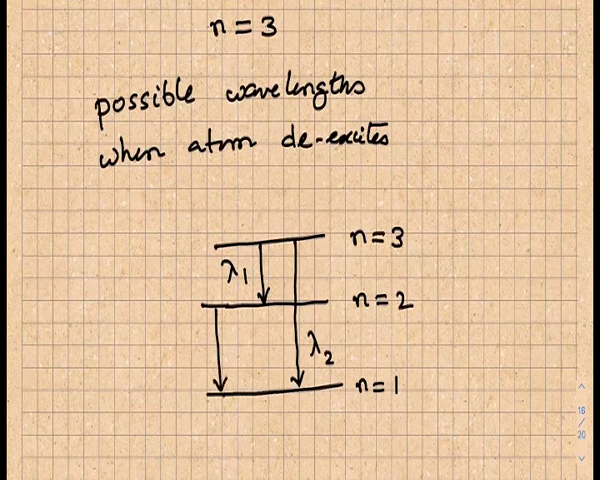 n = 3
possible wavelengths
when atom de-excites
n = 3
λ1
n = 2
λ2
n = 1
16
/
20